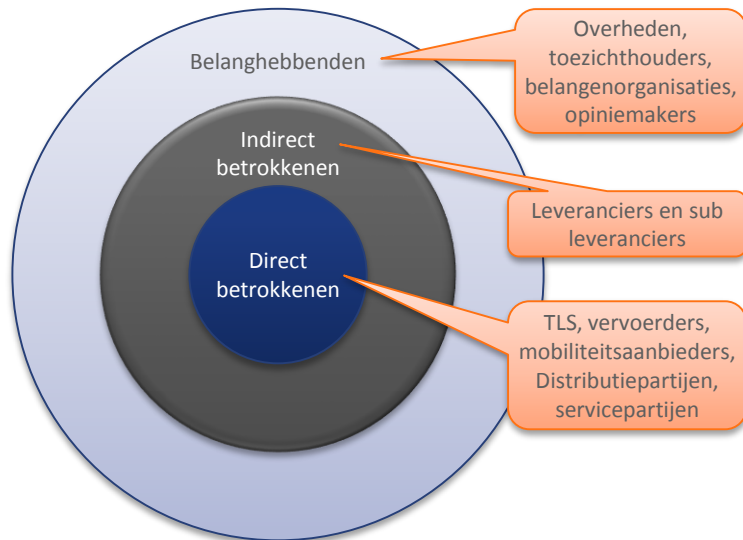 Belanghebbenden
Overheden,
toezichthouders,
belangenorganisaties,
opiniemakers
Indirect
betrokkenen
Leveranciers en sub
leveranciers
Direct
betrokkenen
TLS, vervoerders,
mobiliteitsaanbieders,
Distributiepartijen,
servicepartijen